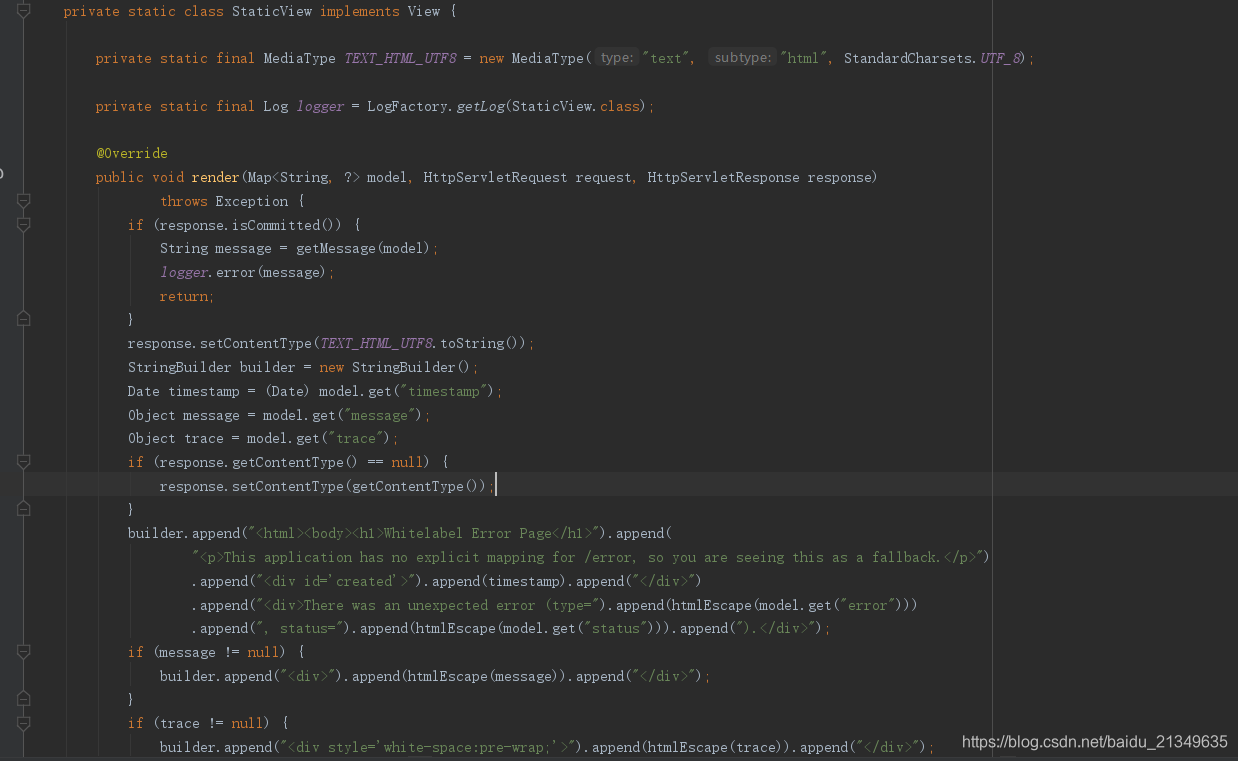 private static class StaticView implements View {
private static final MediaType TEXT_HTML_UTF8 = new MediaType( type: "text", subtype: "html", StandardCharsets.UTF_8);
private static final Log logger = LogFactory.getLog(StaticView.class);
@Override
public void render(Map<String, ?> model, HttpServletRequest request, HttpServletResponse response)
throws Exception {
if (response.isCommitted()) {
String message = getMessage(model);
logger.error(message);
return;
}
response.setContentType(TEXT_HTML_UTF8.toString());
StringBuilder builder = new StringBuilder();
Date timestamp = (Date) model.get("timestamp");
Object message = model.get("message");
Object trace = model.get("trace");
if (response.getContentType() == null) {
response.setContentType(getContentType());
}
builder.append("<html><body><h1>Whitelabel Error Page</h1>").append(
"<p>This application has no explicit mapping for /error, so you are seeing this as a fallback.</p>")
.append("<div id='created'>").append(timestamp).append("</div>")
.append("<div>There was an unexpected error (type=").append(htmlEscape(model.get("error")))
.append(", status=").append(htmlEscape(model.get("status"))).append(").</div>");
if (message != null) {
builder.append("<div>").append(htmlEscape(message)).append("</div>");
}
if (trace != null) {
builder.append("<div style='white-space:pre-wrap;'>").append(htmlEscape(trace)).append("</div>");
https://blog.csdn.net/baidu_21349635